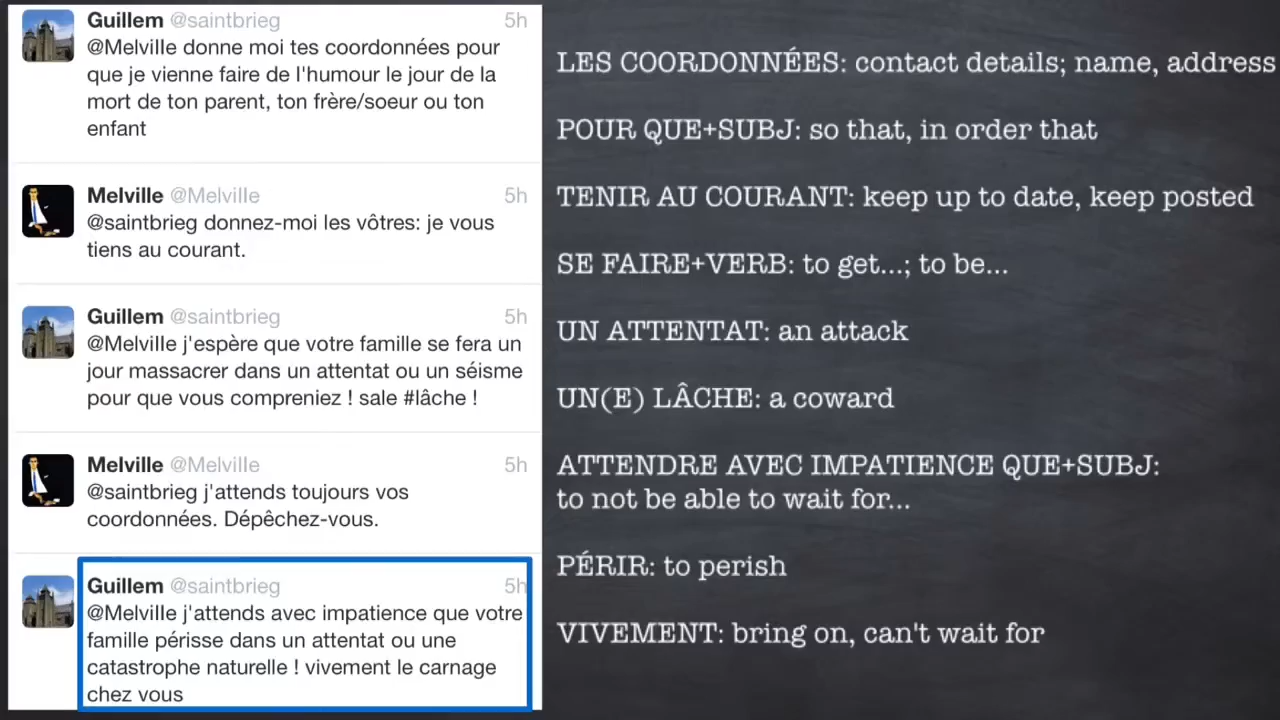 Guillem @saintbrieg 5h
@Melville donne moi tes coordonnées pour
que je vienne faire de l'humour le jour de la
mort de ton parent, ton frère/soeur ou ton
enfant
Melville @Melville 5h
@saintbrieg donnez-moi les vôtres: je vous
tiens au courant.
Guillem @saintbrieg 5h
@Melville j'espère que votre famille se fera un
jour massacrer dans un attentat ou un séisme
pour que vous compreniez ! sale #lâche !
Melville @Melville 5h
@saintbrieg j'attends toujours vos
coordonnées. Dépêchez-vous.
Guillem @saintbrieg 5h
@Melville j'attends avec impatience que votre
famille périsse dans un attentat ou une
catastrophe naturelle ! vivement le carnage
chez vous
LES COORDONNÉES: contact details; name, address
POUR QUE+SUBJ: so that, in order that
TENIR AU COURANT: keep up to date, keep posted
SE FAIRE+VERB: to get...; to be...
UN ATTENTAT: an attack
UN(E) LÂCHE: a coward
ATTENDRE AVEC IMPATIENCE QUE+SUBJ:
to not be able to wait for...
PÉRIR: to perish
VIVEMENT: bring on, can't wait for